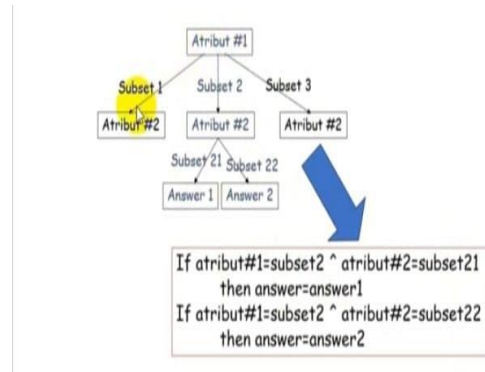 Atribut #1
Subset 1 Subset 2 Subset 3
Atribut #2 Atribut #2 Atribut #2
Subset 21 Subset 22
Answer 1 Answer 2
If atribut#1=subset2 ^ atribut#2=subset21
then answer=answer1
If atribut#1=subset2 ^ atribut#2=subset22
then answer=answer2